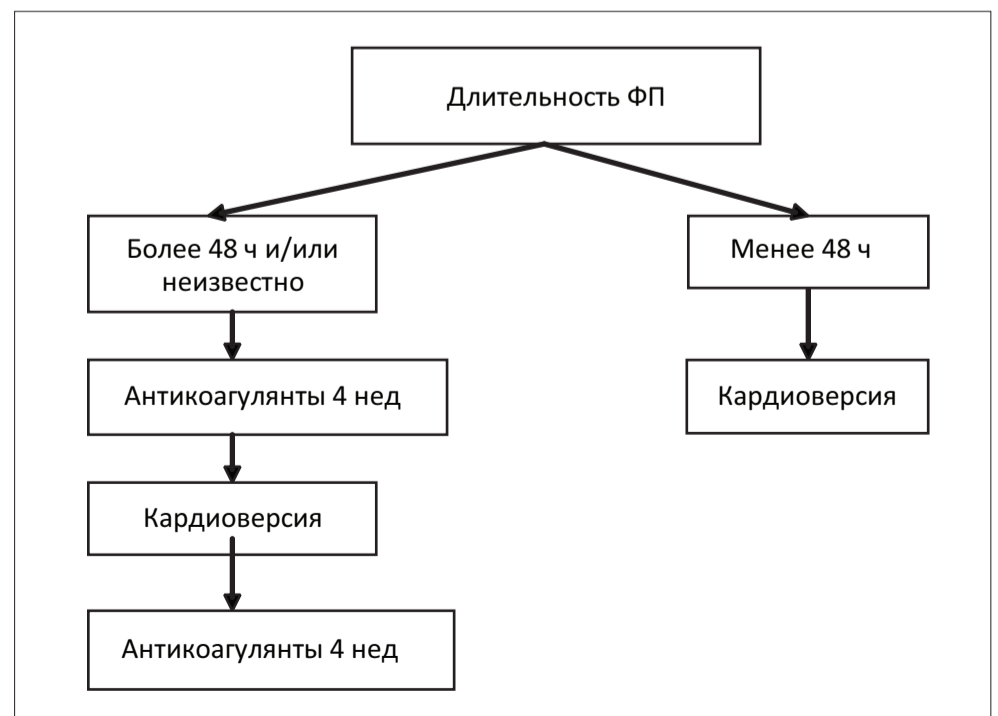 Длительность ФП
Более 48 ч и/или
неизвестно
Антикоагулянты 4 нед
Кардиоверсия
Антикоагулянты 4 нед
Менее 48 ч
Кардиоверсия